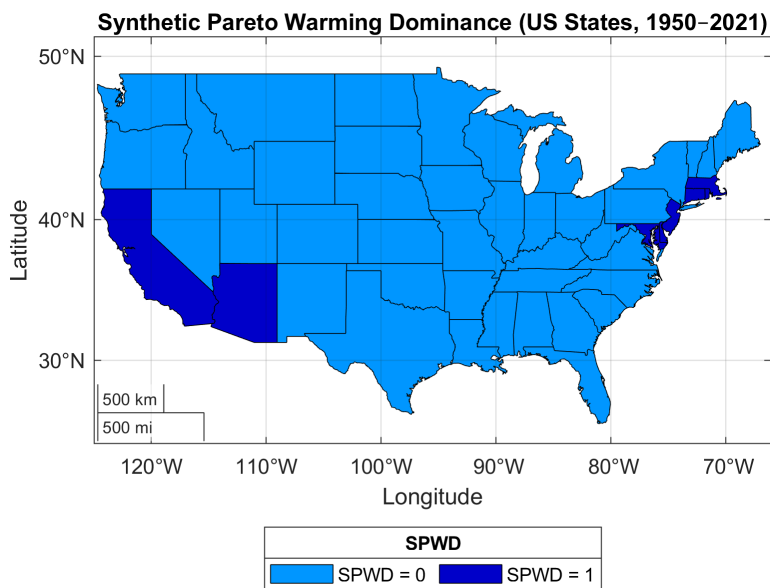 Synthetic Pareto Warming Dominance (US States, 1950–2021)
50°N
40°N
30°N
Latitude
500 km
500 mi
120°W 110°W 100°W 90°W 80°W 70°W
Longitude
SPWD
SPWD = 0 SPWD = 1